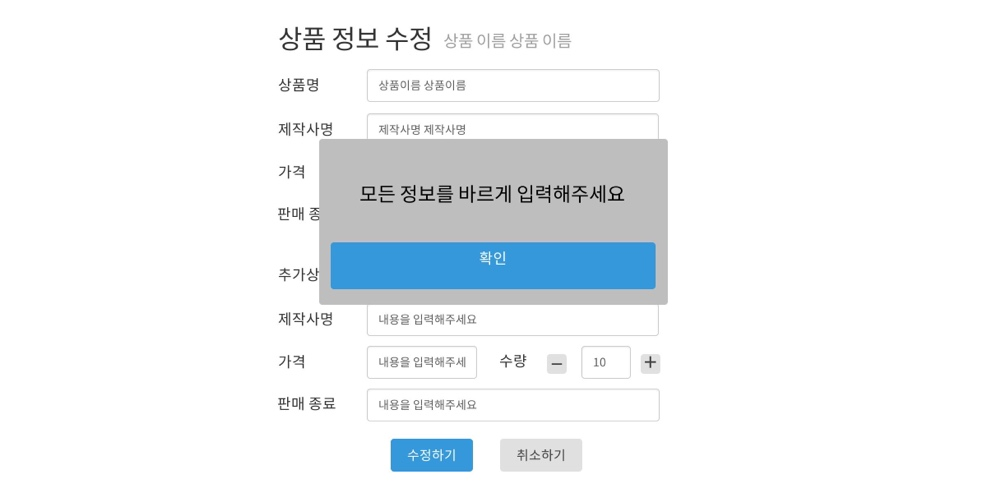 상품 정보 수정 상품 이름 상품 이름
상품명 상품이름 상품이름
제작사명 제작사명 제작사명
가격
모든 정보를 바르게 입력해주세요
판매 종
확인
추가상
제작사명 내용을 입력해주세요
가격 내용을 입력해주세 수량 − 10 +
판매 종료 내용을 입력해주세요
수정하기 취소하기